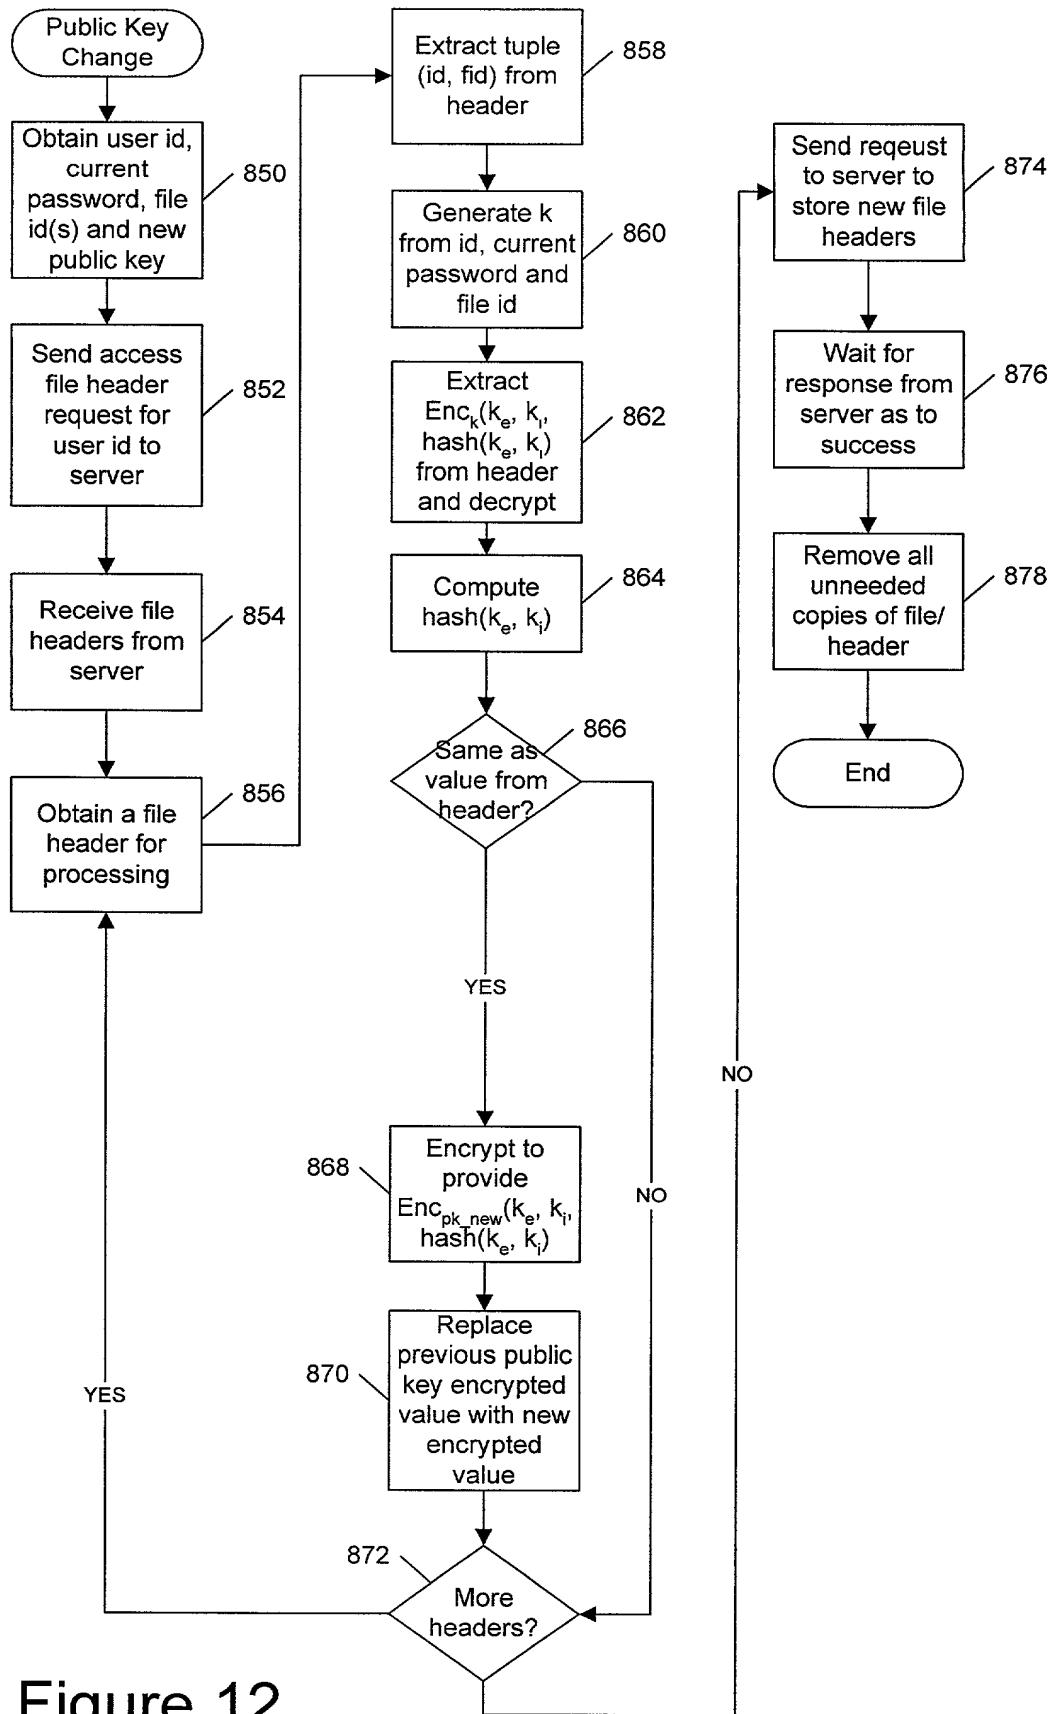 Public Key
Change
Obtain user id,
current
password, file
id(s) and new
public key
850
Send access
file header
request for
user id to
server
852
Receive file
headers from
server
854
Obtain a file
header for
processing
856
Extract tuple
(id, fid) from
header
858
Generate k
from id, current
password and
file id
860
Extract
Enc_k(k_e, k_i,
hash(k_e, k_i)
from header
and decrypt
862
Compute
hash(k_e, k_i)
864
Same as
value from
header?
866
YES
NO
Encrypt to
provide
Enc_pk_new(k_e, k_i,
hash(k_e, k_i)
868
Replace
previous public
key encrypted
value with new
encrypted
value
870
More
headers?
872
YES
NO
Send reqeust
to server to
store new file
headers
874
Wait for
response from
server as to
success
876
Remove all
unneeded
copies of file/
header
878
End
Figure 12